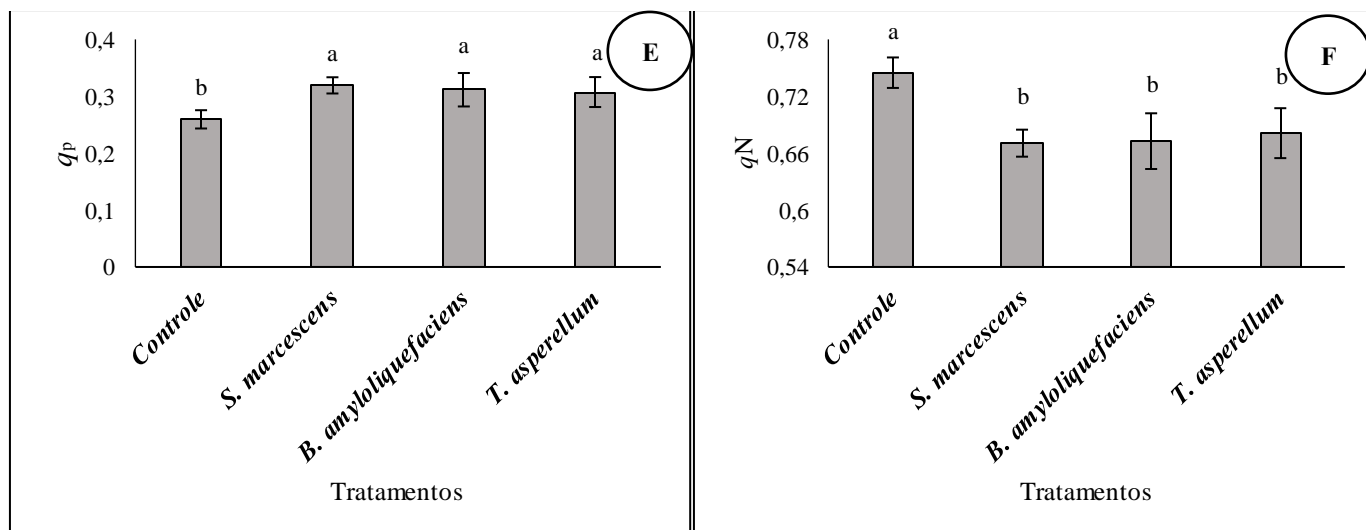 E
0,4
0,3
0,2
0,1
0
qp
b
a
a
a
Controle
S. marcescens
B. amyloliquefaciens
T. asperellum
Tratamentos
F
0,78
0,72
0,66
0,6
0,54
qN
a
b
b
b
Controle
S. marcescens
B. amyloliquefaciens
T. asperellum
Tratamentos